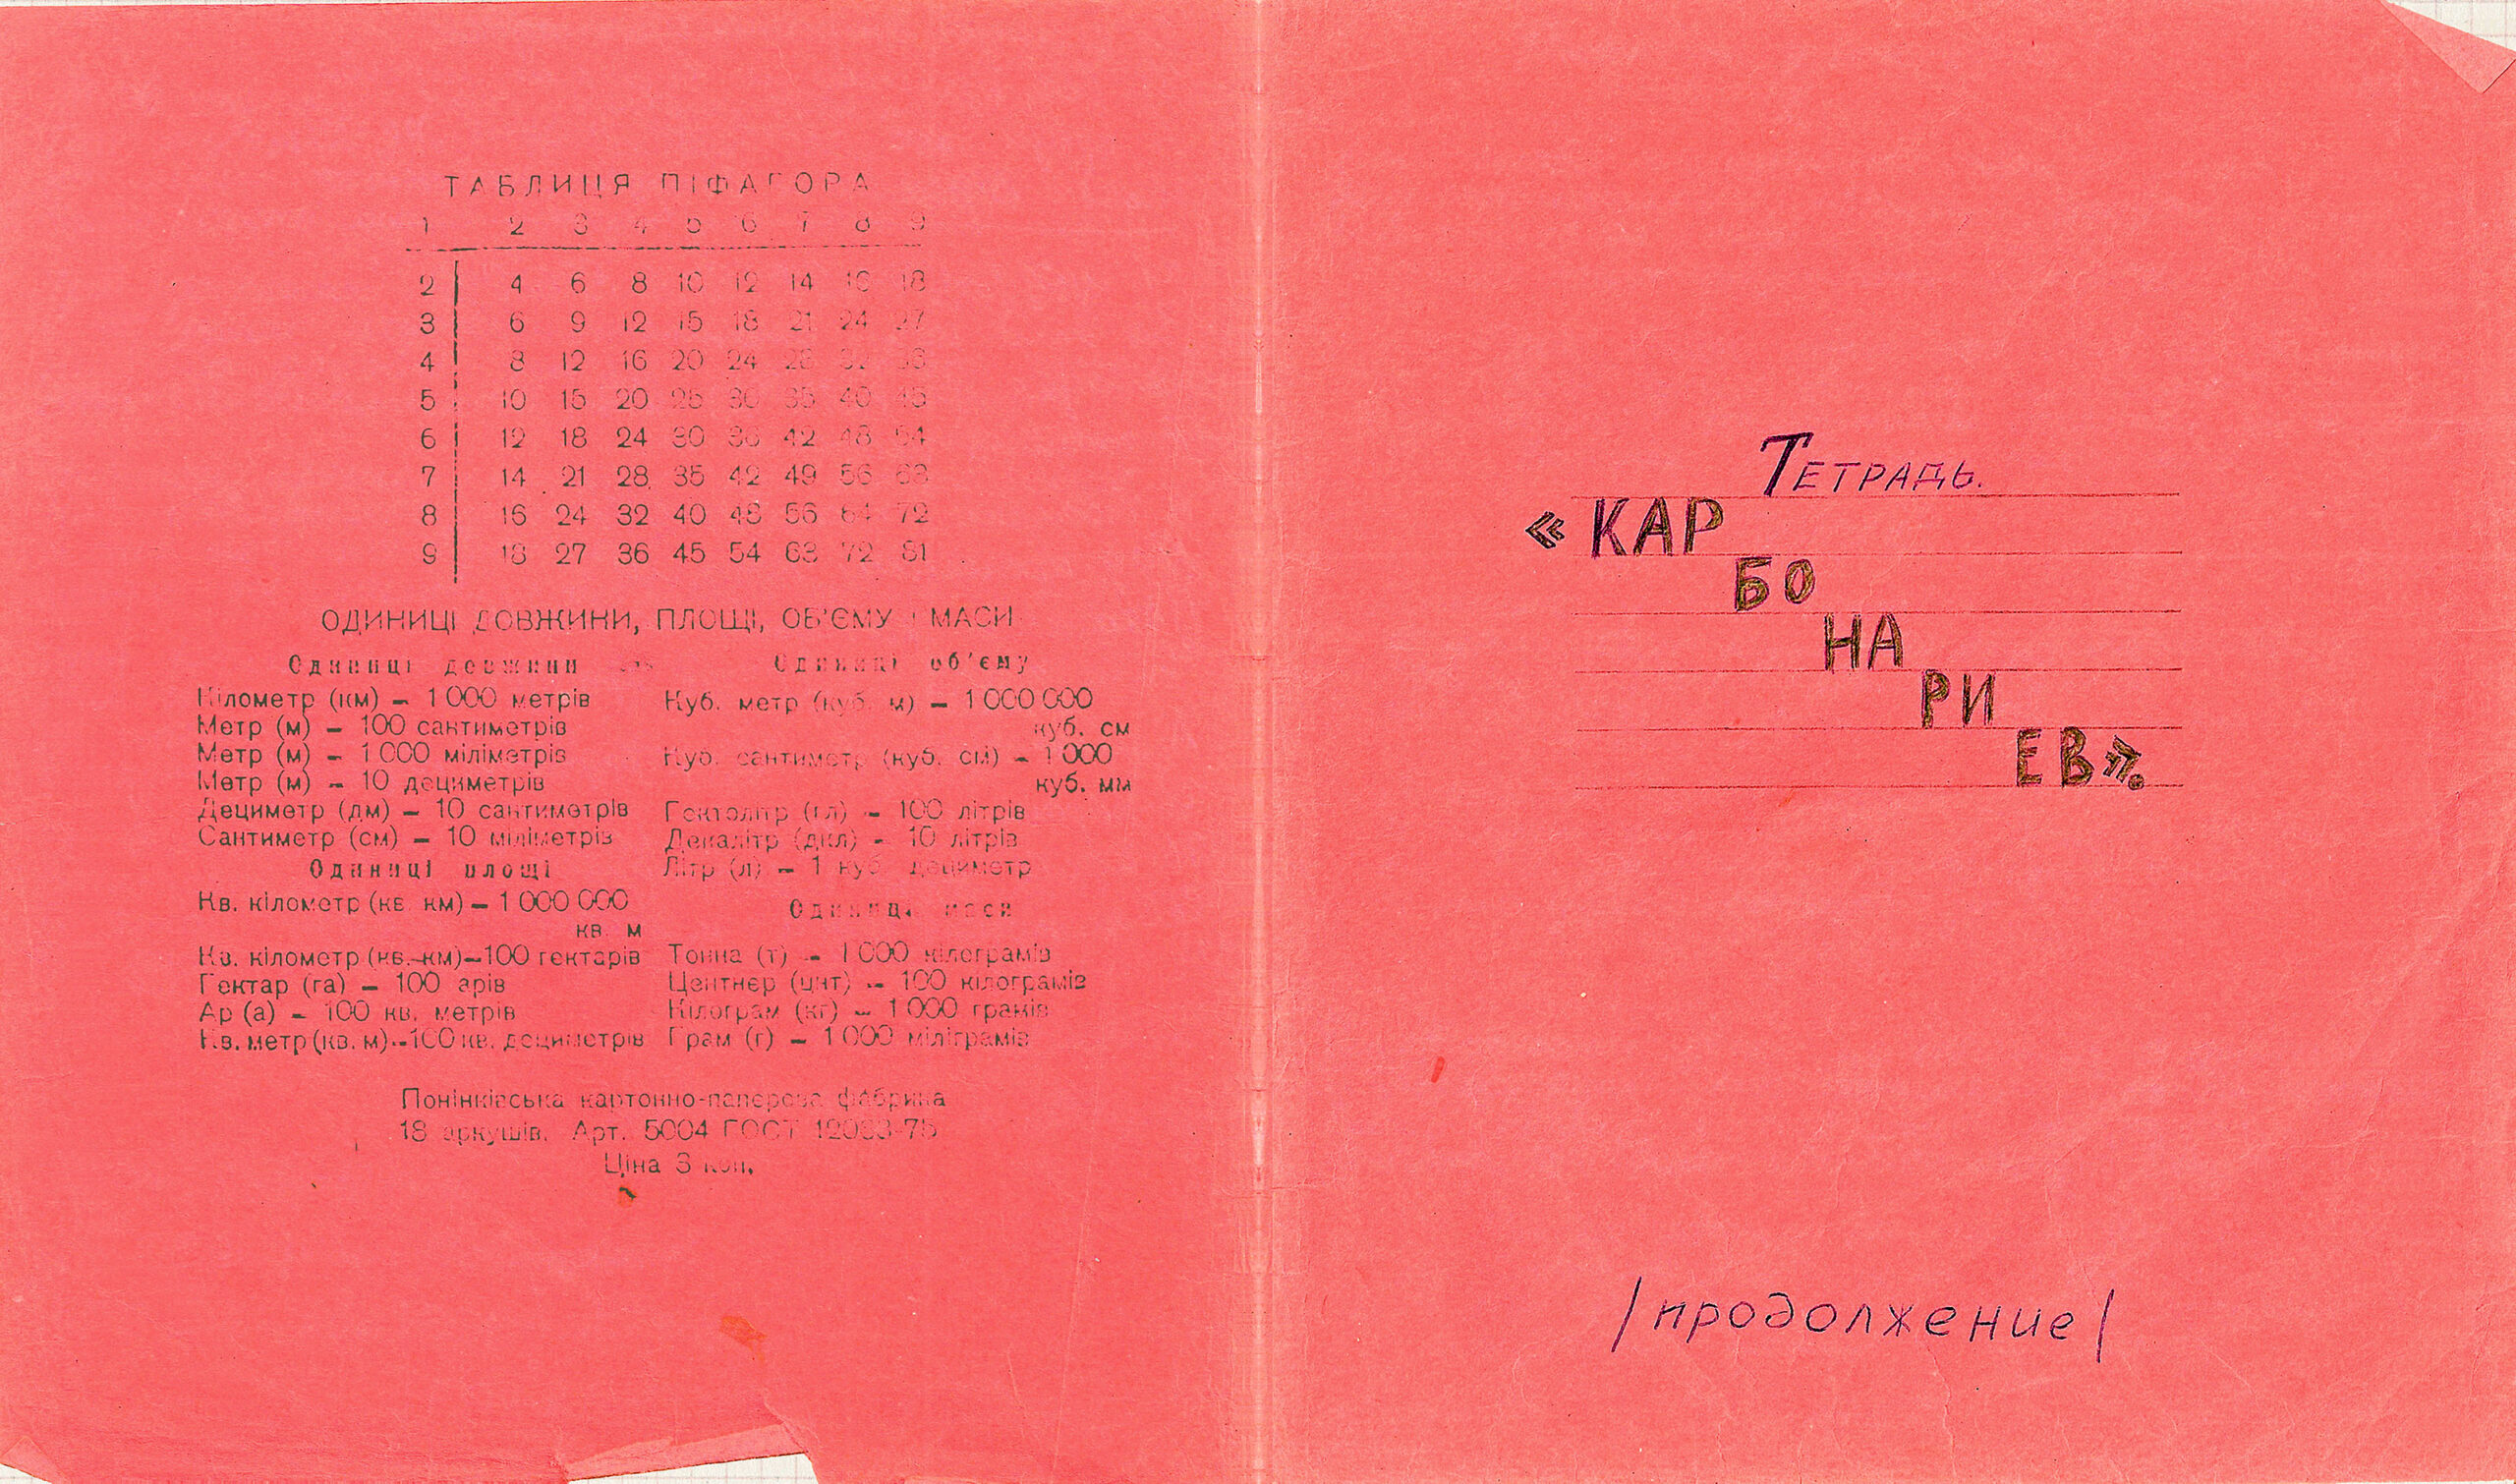 ТАБЛИЦЯ ПІФАГОРА
1 2 3 4 5 6 7 8 9
2 4 6 8 10 12 14 16 18
3 6 9 12 15 18 21 24 27
4 8 12 16 20 24 28 32 36
5 10 15 20 25 30 35 40 45
6 12 18 24 30 36 42 48 54
7 14 21 28 35 42 49 56 63
8 16 24 32 40 48 56 64 72
9 18 27 36 45 54 63 72 81
ОДИНИЦІ ДОВЖИНИ, ПЛОЩІ, ОБ'ЄМУ І МАСИ
Одиниці довжини
Кілометр (км) – 1 000 метрів
Метр (м) – 100 сантиметрів
Метр (м) – 1 000 міліметрів
Метр (м) – 10 дециметрів
Дециметр (дм) – 10 сантиметрів
Сантиметр (см) – 10 міліметрів
Одиниці площі
Кв. кілометр (кв. км) – 1 000 000
кв. м
Кв. кілометр (кв. км) – 100 гектарів
Гектар (га) – 100 арів
Ар (а) – 100 кв. метрів
Кв. метр (кв. м) – 100 кв. дециметрів
Одиниці об'єму
Куб. метр (куб. м) – 1 000 000
куб. см
Куб. сантиметр (куб. см) – 1 000
куб. мм
Гектолітр (гл) – 100 літрів
Декалітр (дкл) – 10 літрів
Літр (л) – 1 куб. дециметр
Одиниці маси
Тонна (т) – 1 000 кілограмів
Центнер (цнт) – 100 кілограмів
Кілограм (кг) – 1 000 грамів
Грам (г) – 1 000 міліграмів
Понінківська картонно-паперова фабрика
18 аркушів. Арт. 5004 ГОСТ 12063-75
Ціна 3 коп.
Тетрадь.
«КАР
БО
НА
РИ
ЕВ».
/продолжение/